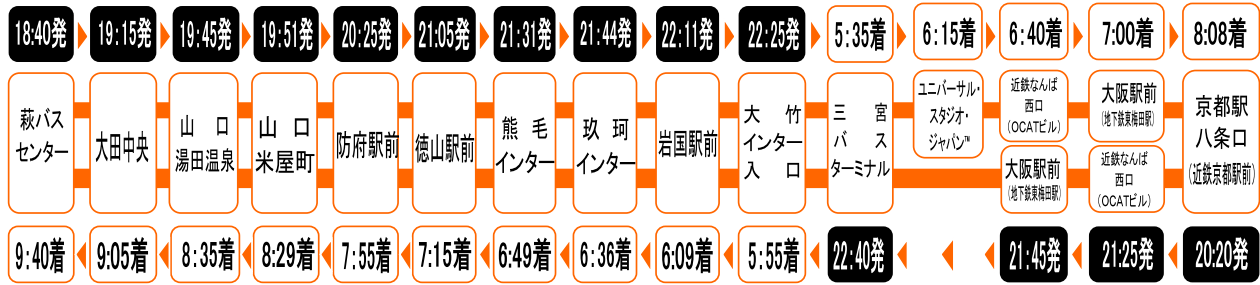 18:40発 19:15発 19:45発 19:51発 20:25発 21:05発 21:31発 21:44発 22:11発 22:25発 5:35着 6:15着 6:40着 7:00着 8:08着
萩バス
センター
大田中央
山 口
湯田温泉
山 口
米屋町
防府駅前
徳山駅前
熊 毛
インター
玖 珂
インター
岩国駅前
大 竹
インター
入 口
三 宮
バ ス
ターミナル
ユニバーサル・
スタジオ・
ジャパン™
近鉄なんば
西口
(OCATビル)
大阪駅前
(地下鉄東梅田駅)
大阪駅前
(地下鉄東梅田駅)
近鉄なんば
西口
(OCATビル)
京都駅
八条口
(近鉄京都駅前)
9:40着 9:05着 8:35着 8:29着 7:55着 7:15着 6:49着 6:36着 6:09着 5:55着 22:40発 21:45発 21:25発 20:20発